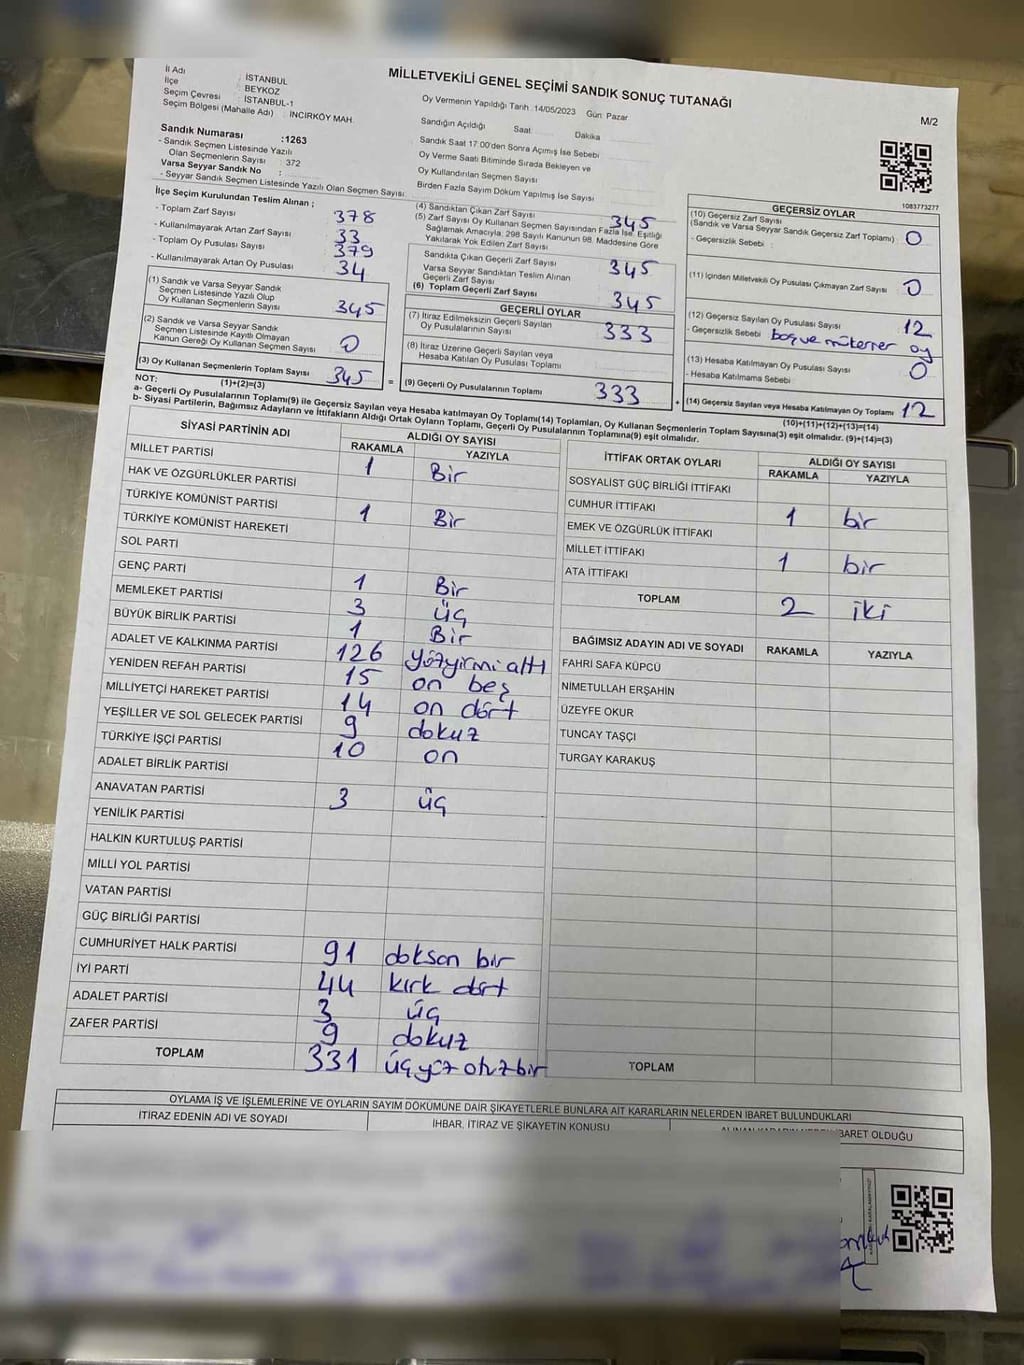 MİLLETVEKİLİ GENEL SEÇİMİ SANDIK SONUÇ TUTANAĞI
M/2
İl Adı : İSTANBUL
İlçe : BEYKOZ
Seçim Çevresi : İSTANBUL-1
Seçim Bölgesi (Mahalle Adı) : İNCİRKÖY MAH.
Sandık Numarası :1263
- Sandık Seçmen Listesinde Yazılı
Olan Seçmenlerin Sayısı : 372
Varsa Seyyar Sandık No :
- Seyyar Sandık Seçmen Listesinde Yazılı Olan Seçmen Sayısı
Oy Vermenin Yapıldığı Tarih :14/05/2023 Gün: Pazar
Sandığın Açıldığı Saat Dakika
Sandık Saat 17:00'den Sonra Açımış İse Sebebi
Oy Verme Saati Bitiminde Sırada Bekleyen ve
Oy Kullandırılan Seçmen Sayısı
Birden Fazla Sayım Döküm Yapılmış İse Sayısı
1083773277
İlçe Seçim Kurulundan Teslim Alınan ;
- Toplam Zarf Sayısı 378
- Kullanılmayarak Artan Zarf Sayısı 33
- Toplam Oy Pusulası Sayısı 379
- Kullanılmayarak Artan Oy Pusulası 34
(1) Sandık ve Varsa Seyyar Sandık
Seçmen Listesinde Yazılı Olup
Oy Kullanan Seçmenlerin Sayısı 345
(2) Sandık ve Varsa Seyyar Sandık
Seçmen Listesinde Kayıtlı Olmayan
Kanun Gereği Oy Kullanan Seçmen Sayısı 0
(3) Oy Kullanan Seçmenlerin Toplam Sayısı 345
(1)+(2)=(3)
(4) Sandıktan Çıkan Zarf Sayısı 345
(5) Zarf Sayısı Oy Kullanan Seçmen Sayısından Fazla İse, Eşitliği
Sağlamak Amacıyla, 298 Sayılı Kanunun 98. Maddesine Göre
Yakılarak Yok Edilen Zarf Sayısı
Sandıkta Çıkan Geçerli Zarf Sayısı 345
Varsa Seyyar Sandıktan Teslim Alınan
Geçerli Zarf Sayısı
(6) Toplam Geçerli Zarf Sayısı 345
GEÇERLİ OYLAR
(7) İtiraz Edilmeksizin Geçerli Sayılan
Oy Pusulalarının Sayısı 333
(8) İtiraz Üzerine Geçerli Sayılan veya
Hesaba Katılan Oy Pusulası Toplamı
= (9) Geçerli Oy Pusulalarının Toplamı 333 +
GEÇERSİZ OYLAR
(10) Geçersiz Zarf Sayısı
(Sandık ve Varsa Seyyar Sandık Geçersiz Zarf Toplamı) 0
- Geçersizlik Sebebi :
(11) İçinden Milletvekili Oy Pusulası Çıkmayan Zarf Sayısı 0
(12) Geçersiz Sayılan Oy Pusulası Sayısı 12
- Geçersizlik Sebebi boş ve mükerrer oy
(13) Hesaba Katılmayan Oy Pusulası Sayısı 0
- Hesaba Katılmama Sebebi
(14) Geçersiz Sayılan veya Hesaba Katılmayan Oy Toplamı 12
(10)+(11)+(12)+(13)=(14)
NOT:
a- Geçerli Oy Pusulalarının Toplamı(9) ile Geçersiz Sayılan veya Hesaba katılmayan Oy Toplamı(14) Toplamları, Oy Kullanan Seçmenlerin Toplam Sayısına(3) eşit olmalıdır. (9)+(14)=(3)
b- Siyasi Partilerin, Bağımsız Adayların ve İttifakların Aldığı Ortak Oyların Toplamı, Geçerli Oy Pusulalarının Toplamına(9) eşit olmalıdır.
SİYASİ PARTİNİN ADI ALDIĞI OY SAYISI
RAKAMLA YAZIYLA
MİLLET PARTİSİ 1 Bir
HAK VE ÖZGÜRLÜKLER PARTİSİ
TÜRKİYE KOMÜNİST PARTİSİ 1 Bir
TÜRKİYE KOMÜNİST HAREKETİ
SOL PARTİ
GENÇ PARTİ 1 Bir
MEMLEKET PARTİSİ 3 üç
BÜYÜK BİRLİK PARTİSİ 1 Bir
ADALET VE KALKINMA PARTİSİ 126 yüzyirmialtı
YENİDEN REFAH PARTİSİ 15 on beş
MİLLİYETÇİ HAREKET PARTİSİ 14 on dört
YEŞİLLER VE SOL GELECEK PARTİSİ 9 dokuz
TÜRKİYE İŞÇİ PARTİSİ 10 on
ADALET BİRLİK PARTİSİ
ANAVATAN PARTİSİ 3 üç
YENİLİK PARTİSİ
HALKIN KURTULUŞ PARTİSİ
MİLLİ YOL PARTİSİ
VATAN PARTİSİ
GÜÇ BİRLİĞİ PARTİSİ
CUMHURİYET HALK PARTİSİ 91 doksan bir
İYİ PARTİ 44 kırk dört
ADALET PARTİSİ 3 üç
ZAFER PARTİSİ 9 dokuz
TOPLAM 331 üçyüz otuzbir
İTTİFAK ORTAK OYLARI ALDIĞI OY SAYISI
RAKAMLA YAZIYLA
SOSYALİST GÜÇ BİRLİĞİ İTTİFAKI
CUMHUR İTTİFAKI 1 bir
EMEK VE ÖZGÜRLÜK İTTİFAKI
MİLLET İTTİFAKI 1 bir
ATA İTTİFAKI
TOPLAM 2 iki
BAĞIMSIZ ADAYIN ADI VE SOYADI RAKAMLA YAZIYLA
FAHRİ SAFA KÜPCÜ
NİMETULLAH ERŞAHİN
ÜZEYFE OKUR
TUNCAY TAŞÇI
TURGAY KARAKUŞ
TOPLAM
OYLAMA İŞ VE İŞLEMLERİNE VE OYLARIN SAYIM DÖKÜMÜNE DAİR ŞİKAYETLERLE BUNLARA AİT KARARLARIN NELERDEN İBARET BULUNDUKLARI
İTİRAZ EDENİN ADI VE SOYADI İHBAR, İTİRAZ VE ŞİKAYETİN KONUSU ALINAN KARARIN NEDEN İBARET OLDUĞU